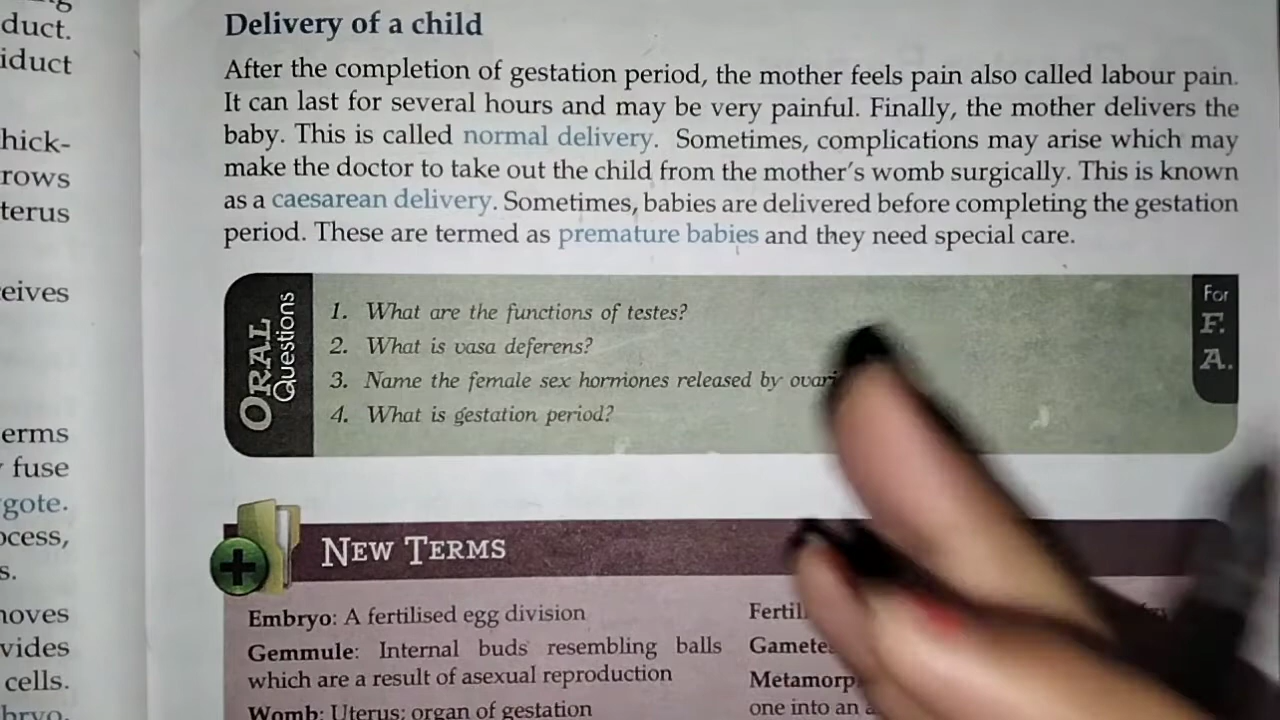 duct.
iduct
hick-
rows
terus
eives
erms
fuse
gote.
ocess,
s.
noves
vides
cells.
bryo.
Delivery of a child
After the completion of gestation period, the mother feels pain also called labour pain.
It can last for several hours and may be very painful. Finally, the mother delivers the
baby. This is called normal delivery. Sometimes, complications may arise which may
make the doctor to take out the child from the mother's womb surgically. This is known
as a caesarean delivery. Sometimes, babies are delivered before completing the gestation
period. These are termed as premature babies and they need special care.
ORAL
Questions
1. What are the functions of testes?
2. What is vasa deferens?
3. Name the female sex hormones released by ovari
4. What is gestation period?
For
F.
A.
NEW TERMS
Embryo: A fertilised egg division
Gemmule: Internal buds resembling balls
which are a result of asexual reproduction
Womb: Uterus; organ of gestation
Fertil
Gamete
Metamorp
one into an a